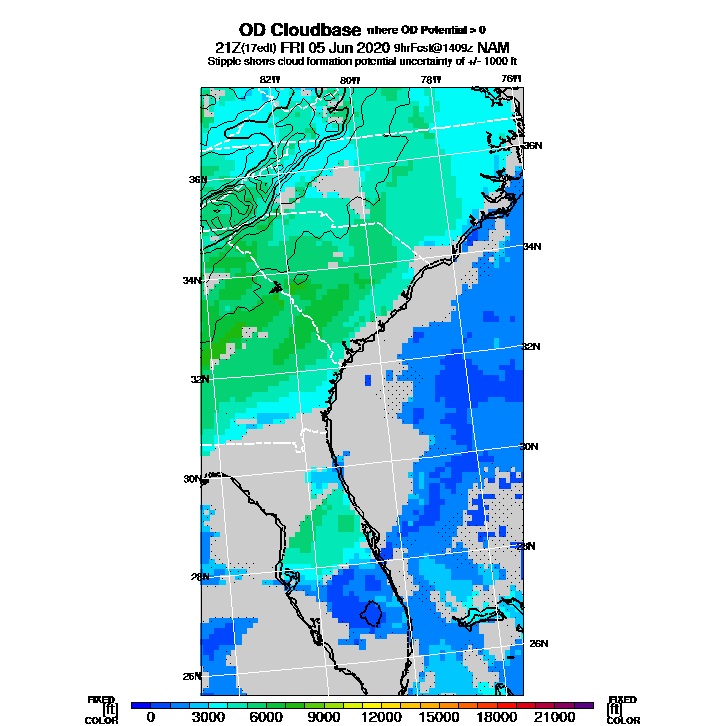 OD Cloudbase where OD Potential > 0
21Z(17edt) FRI 05 Jun 2020 9hrFcst@1409z NAM
Stipple shows cloud formation potential uncertainty of +/- 1000 ft
82W 80W 78W 76W
36N
36N
34N
34N
32N
32N
30N
30N
28N
28N
26N
26N
FIXED FIXED
[ft] [ft]
COLOR 0 3000 6000 9000 12000 15000 18000 21000 COLOR